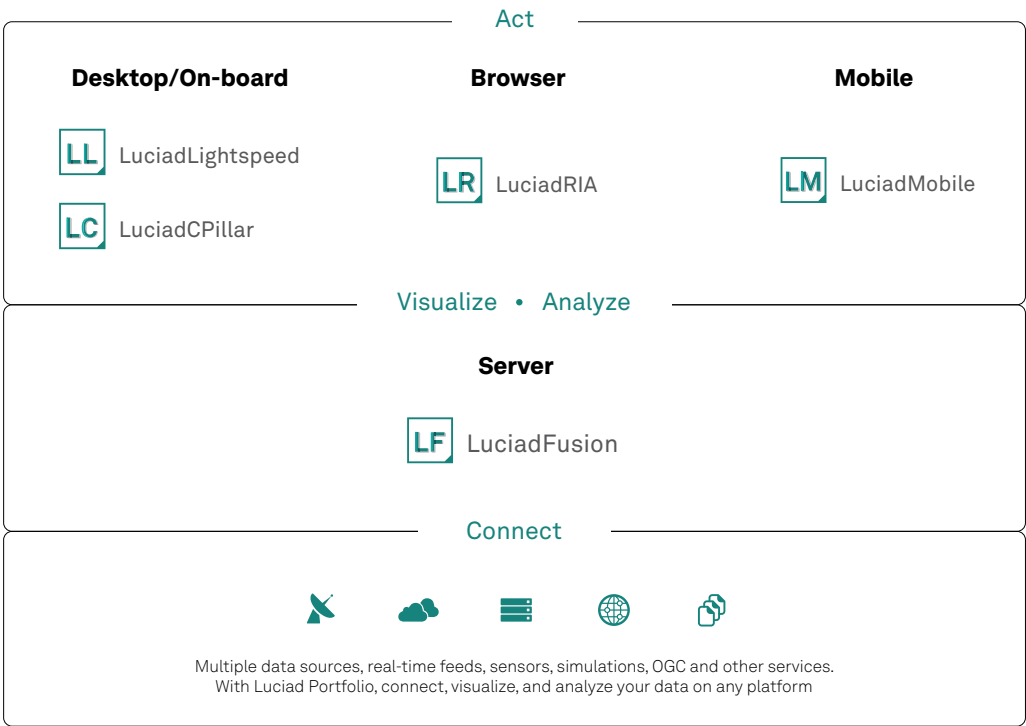 Act
Desktop/On-board
Browser
Mobile
LL LuciadLightspeed
LR LuciadRIA
LM LuciadMobile
LC LuciadCPillar
Visualize • Analyze
Server
LF LuciadFusion
Connect
Multiple data sources, real-time feeds, sensors, simulations, OGC and other services.
With Luciad Portfolio, connect, visualize, and analyze your data on any platform